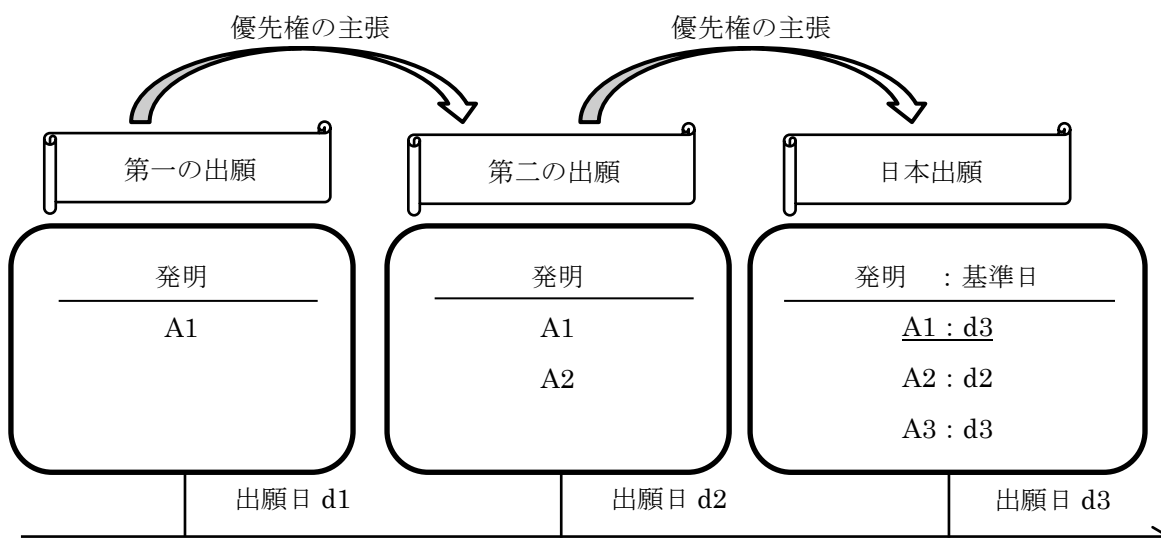 優先権の主張 優先権の主張
第一の出願 第二の出願 日本出願
発明 発明 発明 : 基準日
A1 A1 A1 : d3
A2 A2 : d2
A3 : d3
出願日 d1 出願日 d2 出願日 d3